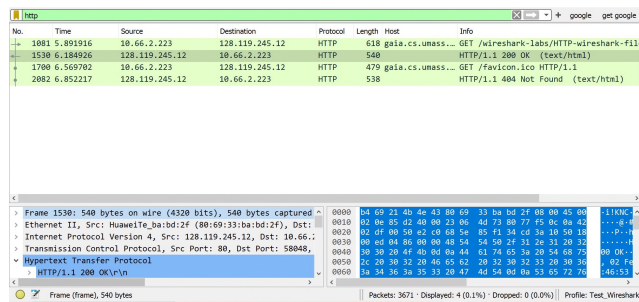 http + google get google
No. Time Source Destination Protocol Length Host Info
1081 5.891916 10.66.2.223 128.119.245.12 HTTP 618 gaia.cs.umass.… GET /wireshark-labs/HTTP-wireshark-fil
1530 6.184926 128.119.245.12 10.66.2.223 HTTP 540 HTTP/1.1 200 OK (text/html)
1700 6.569702 10.66.2.223 128.119.245.12 HTTP 479 gaia.cs.umass.… GET /favicon.ico HTTP/1.1
2082 6.852217 128.119.245.12 10.66.2.223 HTTP 538 HTTP/1.1 404 Not Found (text/html)
Frame 1530: 540 bytes on wire (4320 bits), 540 bytes captured
Ethernet II, Src: HuaweiTe_ba:bd:2f (80:69:33:ba:bd:2f), Dst:
Internet Protocol Version 4, Src: 128.119.245.12, Dst: 10.66.
Transmission Control Protocol, Src Port: 80, Dst Port: 58048,
Hypertext Transfer Protocol
HTTP/1.1 200 OK\r\n
0000 b4 69 21 4b 4e 43 80 69 33 ba bd 2f 08 00 45 00 ·i!KNC·
0010 02 0e 85 d2 40 00 23 06 4d 73 80 77 f5 0c 0a 42
0020 02 df 00 50 e2 c0 68 5e 85 f1 34 cd 3a 10 50 18
0030 00 ed 04 86 00 00 48 54 54 50 2f 31 2e 31 20 32
0040 30 30 20 4f 4b 0d 0a 44 61 74 65 3a 20 54 68 75 00 OK··
0050 2c 20 30 32 20 46 65 62 20 32 30 32 33 20 30 36 , 02 Fe
0060 3a 34 36 3a 35 33 20 47 4d 54 0d 0a 53 65 72 76 :46:53
Frame (frame), 540 bytes
Packets: 3671 · Displayed: 4 (0.1%) · Dropped: 0 (0.0%)
Profile: Test_Wireshark